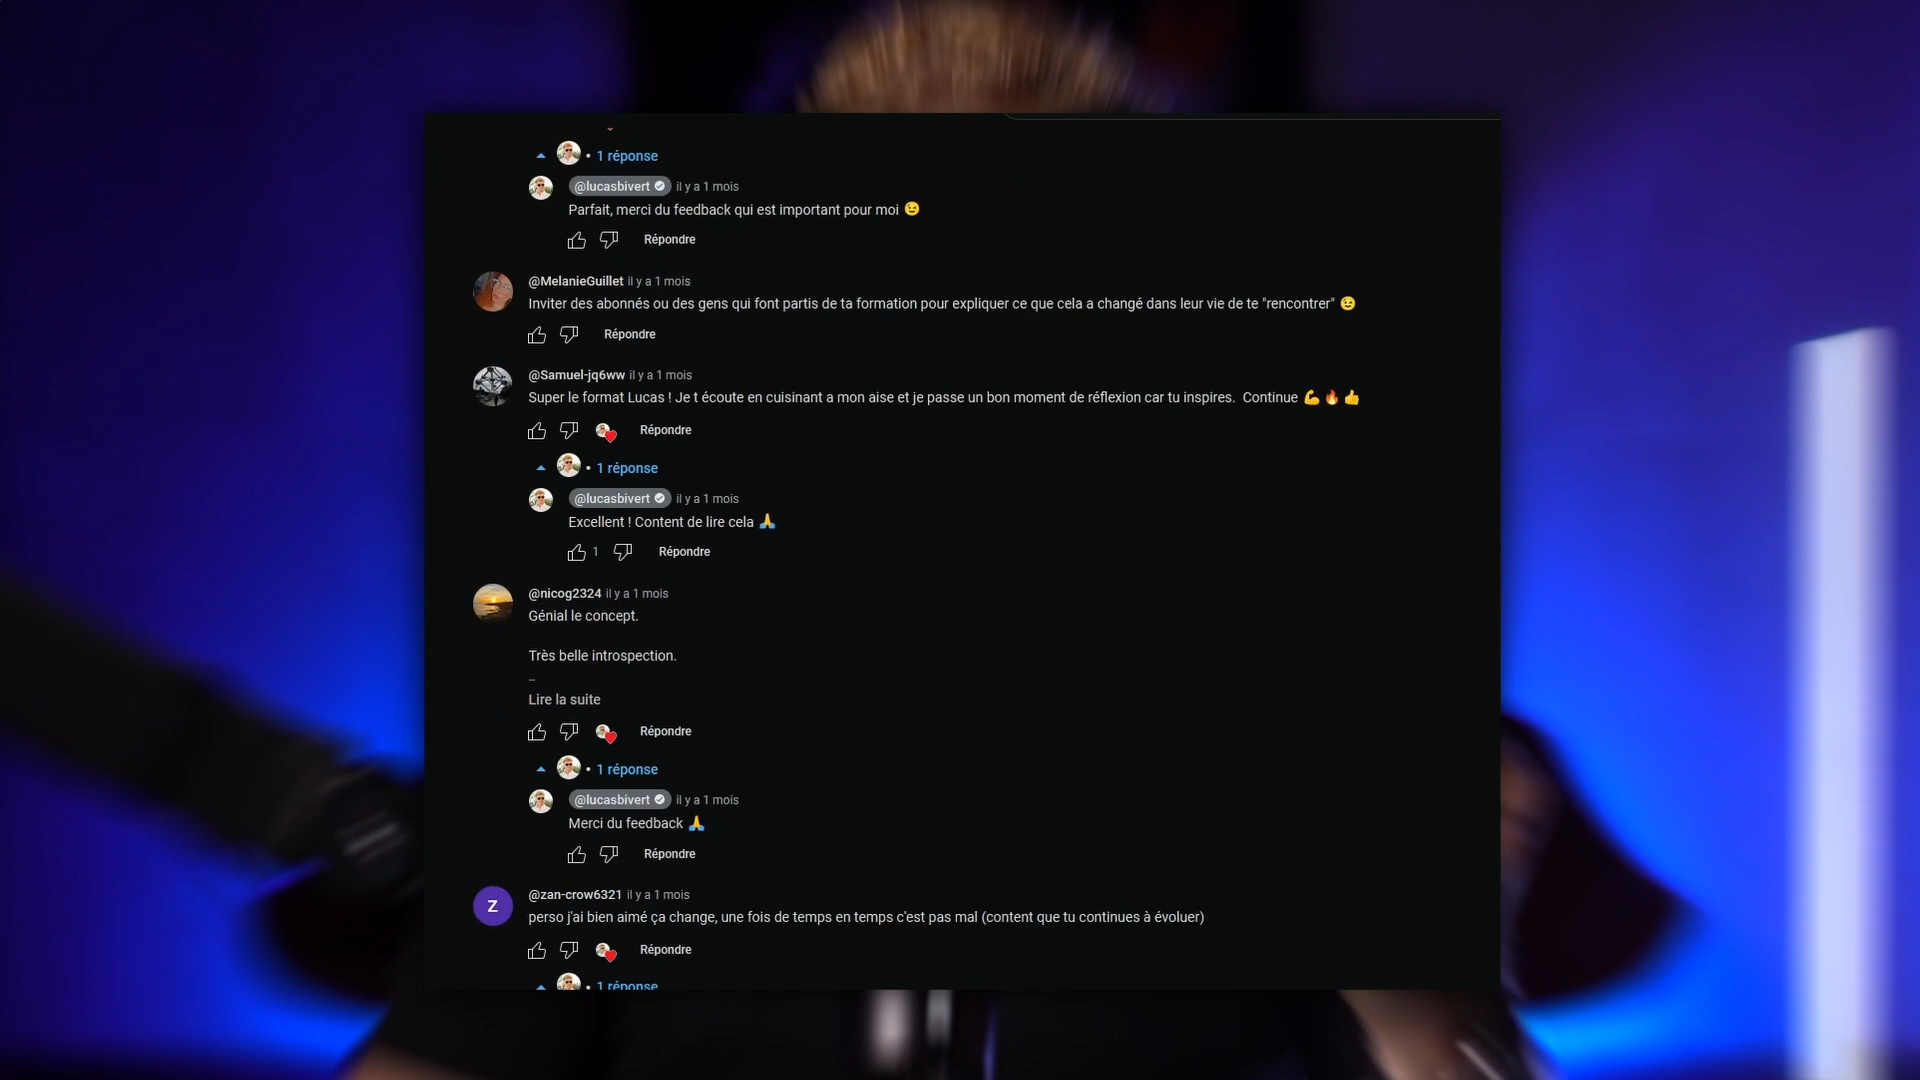 • 1 réponse
@lucasbivert il y a 1 mois
Parfait, merci du feedback qui est important pour moi 😉
Répondre
@MelanieGuillet il y a 1 mois
Inviter des abonnés ou des gens qui font partis de ta formation pour expliquer ce que cela a changé dans leur vie de te "rencontrer" 😉
Répondre
@Samuel-jq6ww il y a 1 mois
Super le format Lucas ! Je t écoute en cuisinant a mon aise et je passe un bon moment de réflexion car tu inspires. Continue 💪🔥👍
Répondre
• 1 réponse
@lucasbivert il y a 1 mois
Excellent ! Content de lire cela 🙏
1 Répondre
@nicog2324 il y a 1 mois
Génial le concept.
Très belle introspection.
Lire la suite
Répondre
• 1 réponse
@lucasbivert il y a 1 mois
Merci du feedback 🙏
Répondre
Z @zan-crow6321 il y a 1 mois
perso j'ai bien aimé ça change, une fois de temps en temps c'est pas mal (content que tu continues à évoluer)
Répondre
• 1 réponse